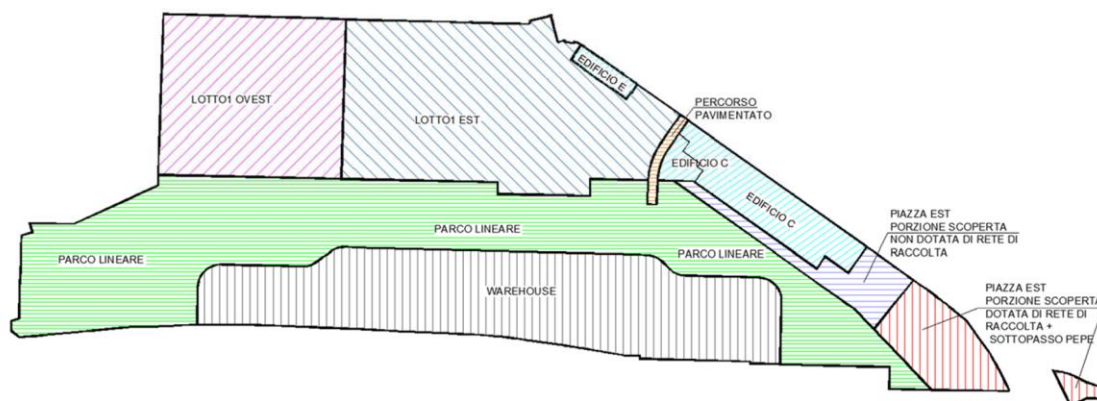 EDIFICIO E
LOTTO1 OVEST
LOTTO1 EST
PERCORSO
PAVIMENTATO
EDIFICIO C
EDIFICIO C
PIAZZA EST
PORZIONE SCOPERTA
NON DOTATA DI RETE DI
RACCOLTA
PARCO LINEARE
PARCO LINEARE
PARCO LINEARE
WAREHOUSE
PIAZZA EST
PORZIONE SCOPERTA
DOTATA DI RETE DI
RACCOLTA +
SOTTOPASSO PEPE